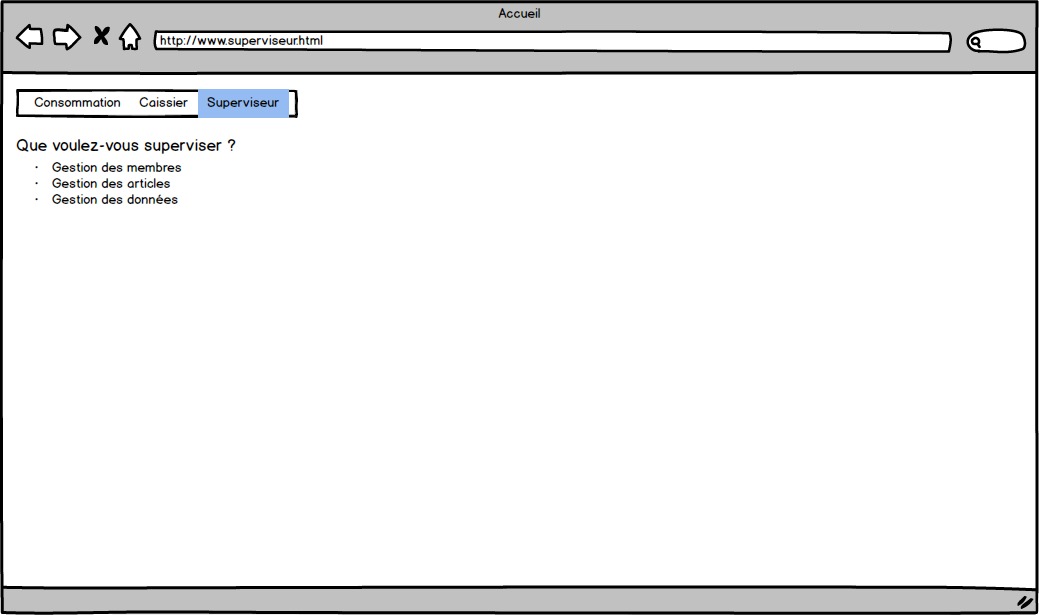 Accueil
http://www.superviseur.html
Consommation Caissier Superviseur
Que voulez-vous superviser ?
· Gestion des membres
· Gestion des articles
· Gestion des données